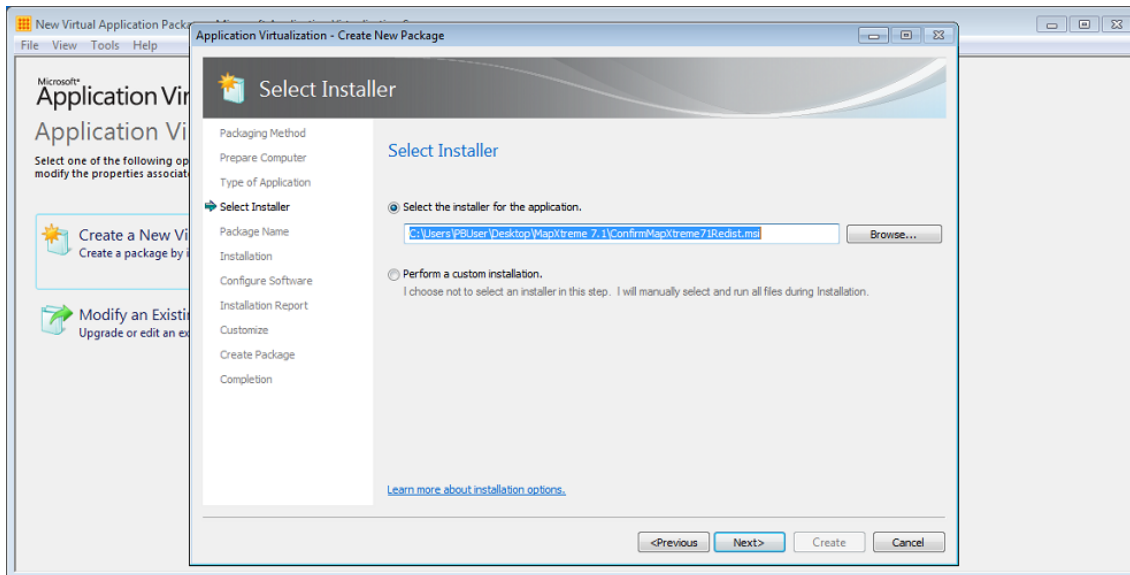 New Virtual Application Packa
File View Tools Help
Microsoft
Application Vir
Application Vi
Select one of the following op
modify the properties associat
Create a New Vi
Create a package by i
Modify an Existi
Upgrade or edit an ex
Application Virtualization - Create New Package
Select Installer
Packaging Method
Prepare Computer
Type of Application
Select Installer
Package Name
Installation
Configure Software
Installation Report
Customize
Create Package
Completion
Select Installer
Select the installer for the application.
C:\Users\PBUser\Desktop\MapXtreme 7.1\ConfirmMapXtreme71Redist.msi
Browse...
Perform a custom installation.
I choose not to select an installer in this step. I will manually select and run all files during Installation.
Learn more about installation options.
<Previous Next> Create Cancel